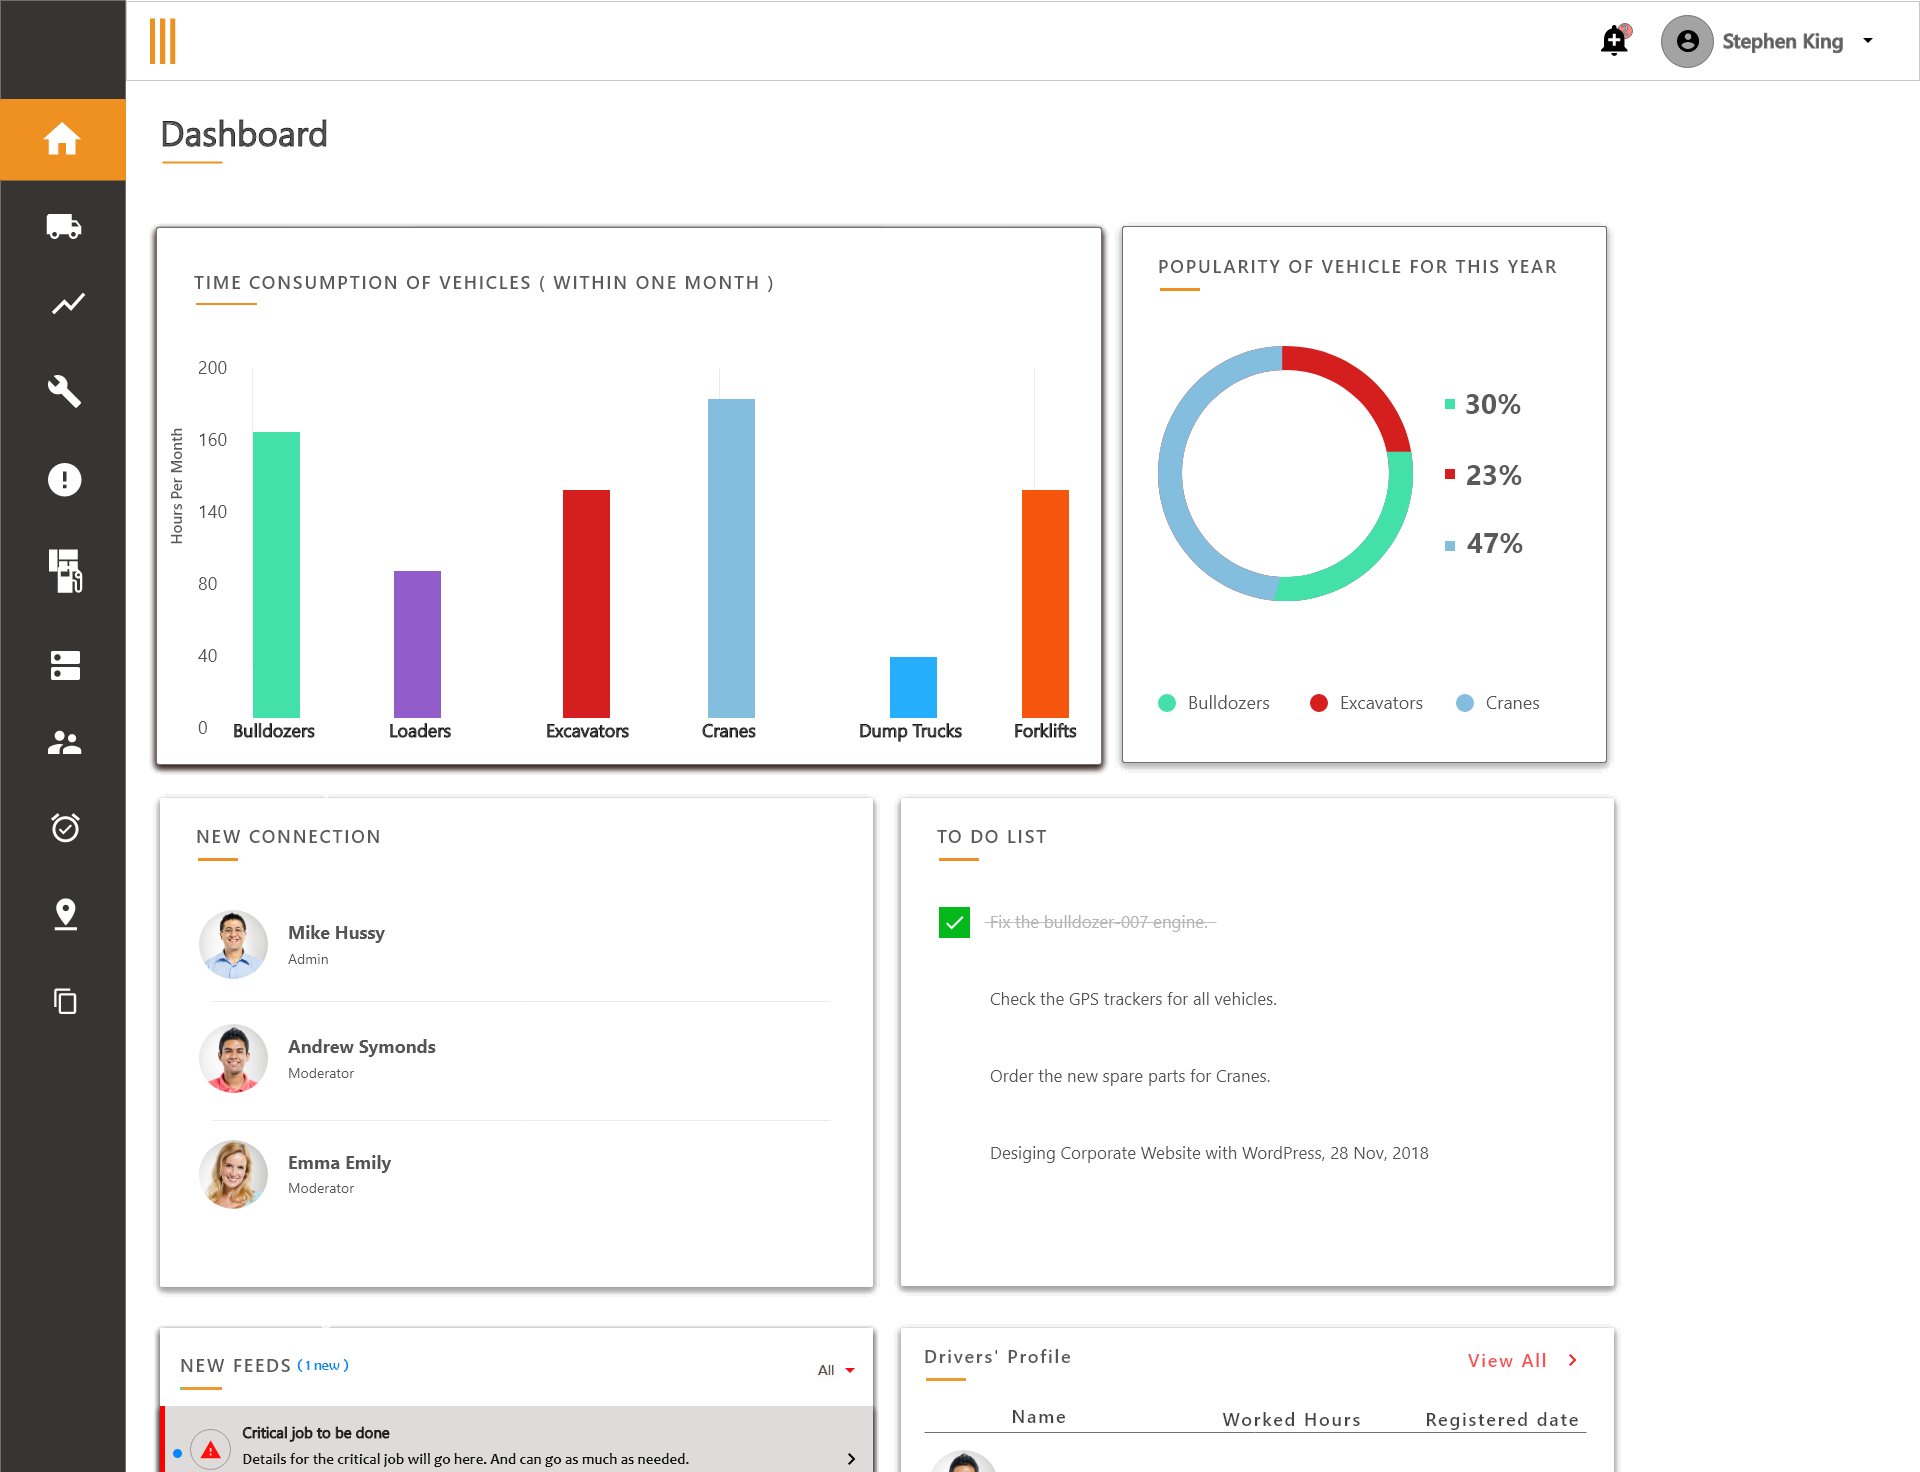 Stephen King
Dashboard
TIME CONSUMPTION OF VEHICLES ( WITHIN ONE MONTH )
Hours Per Month
200
160
140
80
40
0
Bulldozers
Loaders
Excavators
Cranes
Dump Trucks
Forklifts
POPULARITY OF VEHICLE FOR THIS YEAR
30%
23%
47%
Bulldozers
Excavators
Cranes
NEW CONNECTION
Mike Hussy
Admin
Andrew Symonds
Moderator
Emma Emily
Moderator
TO DO LIST
Fix the bulldozer-007 engine.
Check the GPS trackers for all vehicles.
Order the new spare parts for Cranes.
Desiging Corporate Website with WordPress, 28 Nov, 2018
NEW FEEDS ( 1 new )
All
Critical job to be done
Details for the critical job will go here. And can go as much as needed.
Drivers' Profile
View All
Name Worked Hours Registered date